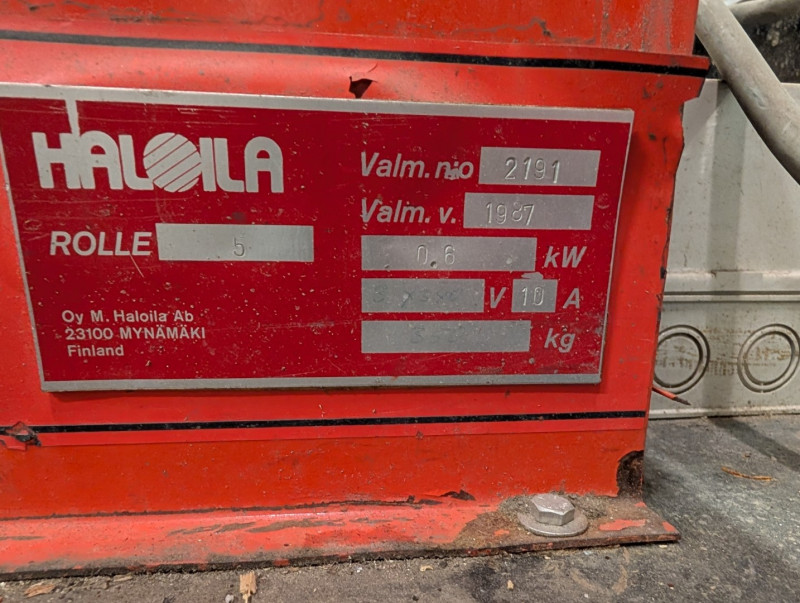 HALOILA
ROLLE 5
Oy M. Haloila Ab
23100 MYNÄMÄKI
Finland
Valm. n:o 2191
Valm. v. 1987
0,6 kW
V 10 A
kg